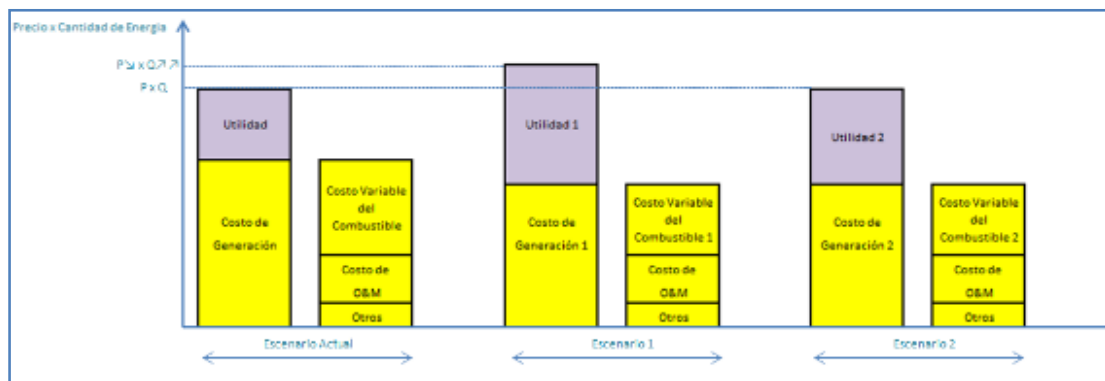 Precio x Cantidad de Energia
P↘ x Q↗↗
P x Q
Utilidad
Costo de
Generación
Costo Variable
del
Combustible
Costo de
O&M
Otros
Utilidad 1
Costo de
Generación 1
Costo Variable
del
Combustible 1
Costo de
O&M
Otros
Utilidad 2
Costo de
Generación 2
Costo Variable
del
Combustible 2
Costo de
O&M
Otros
Escenario Actual
Escenario 1
Escenario 2